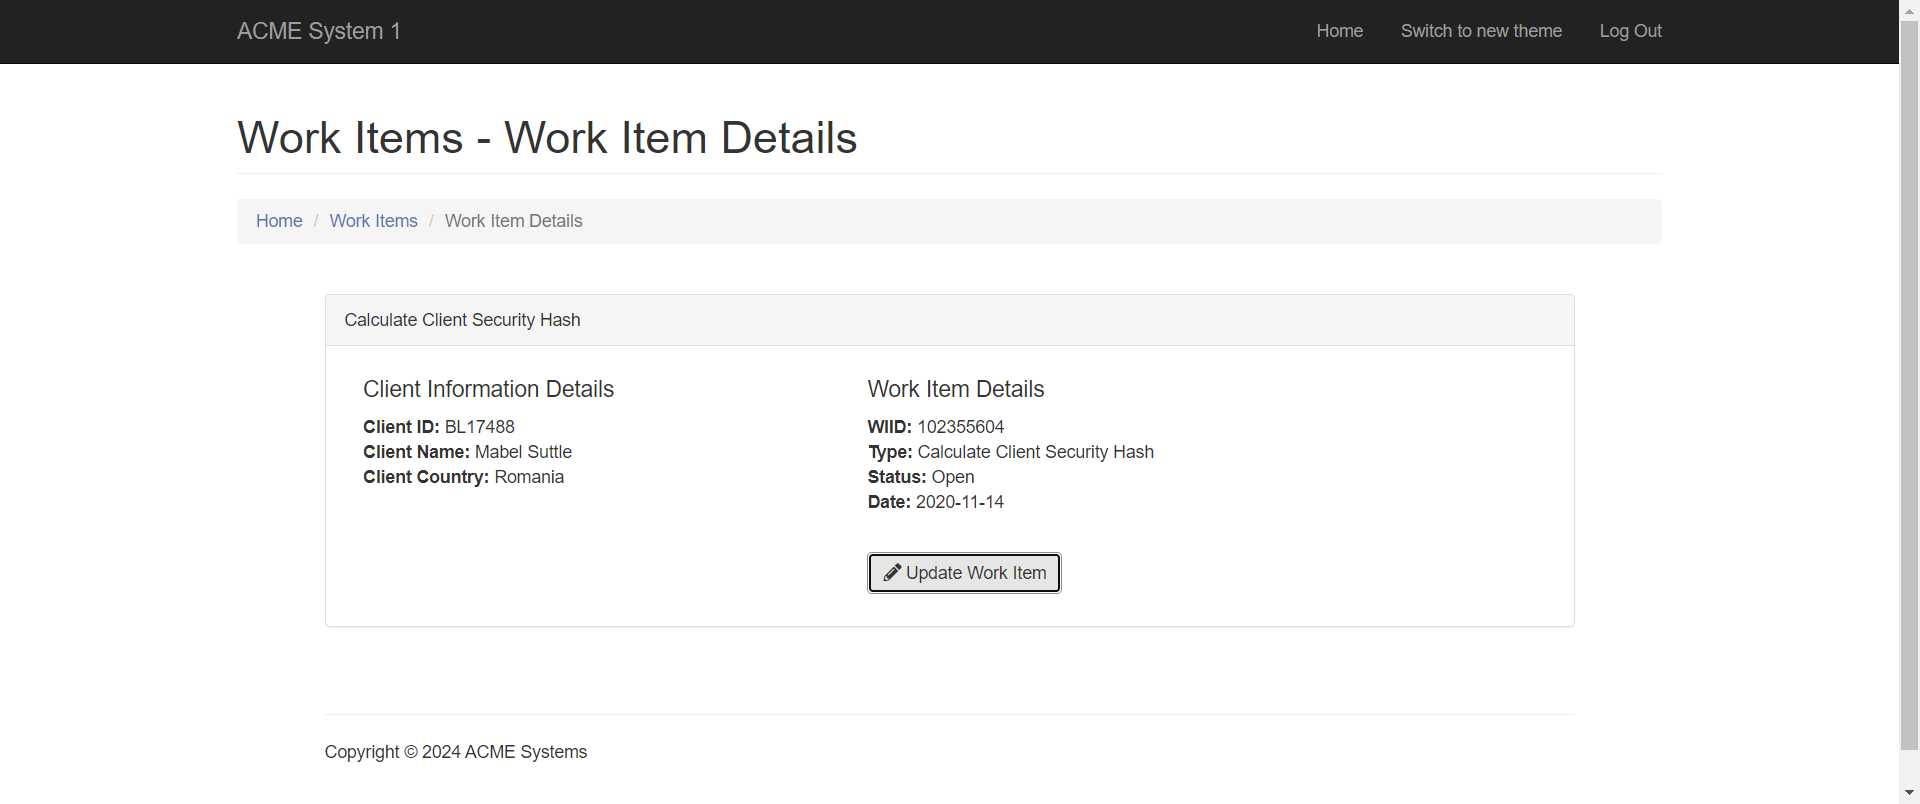 ACME System 1
Home
Switch to new theme
Log Out
Work Items - Work Item Details
Home / Work Items / Work Item Details
Calculate Client Security Hash
Client Information Details
Client ID: BL17488
Client Name: Mabel Suttle
Client Country: Romania
Work Item Details
WIID: 102355604
Type: Calculate Client Security Hash
Status: Open
Date: 2020-11-14
Update Work Item
Copyright © 2024 ACME Systems